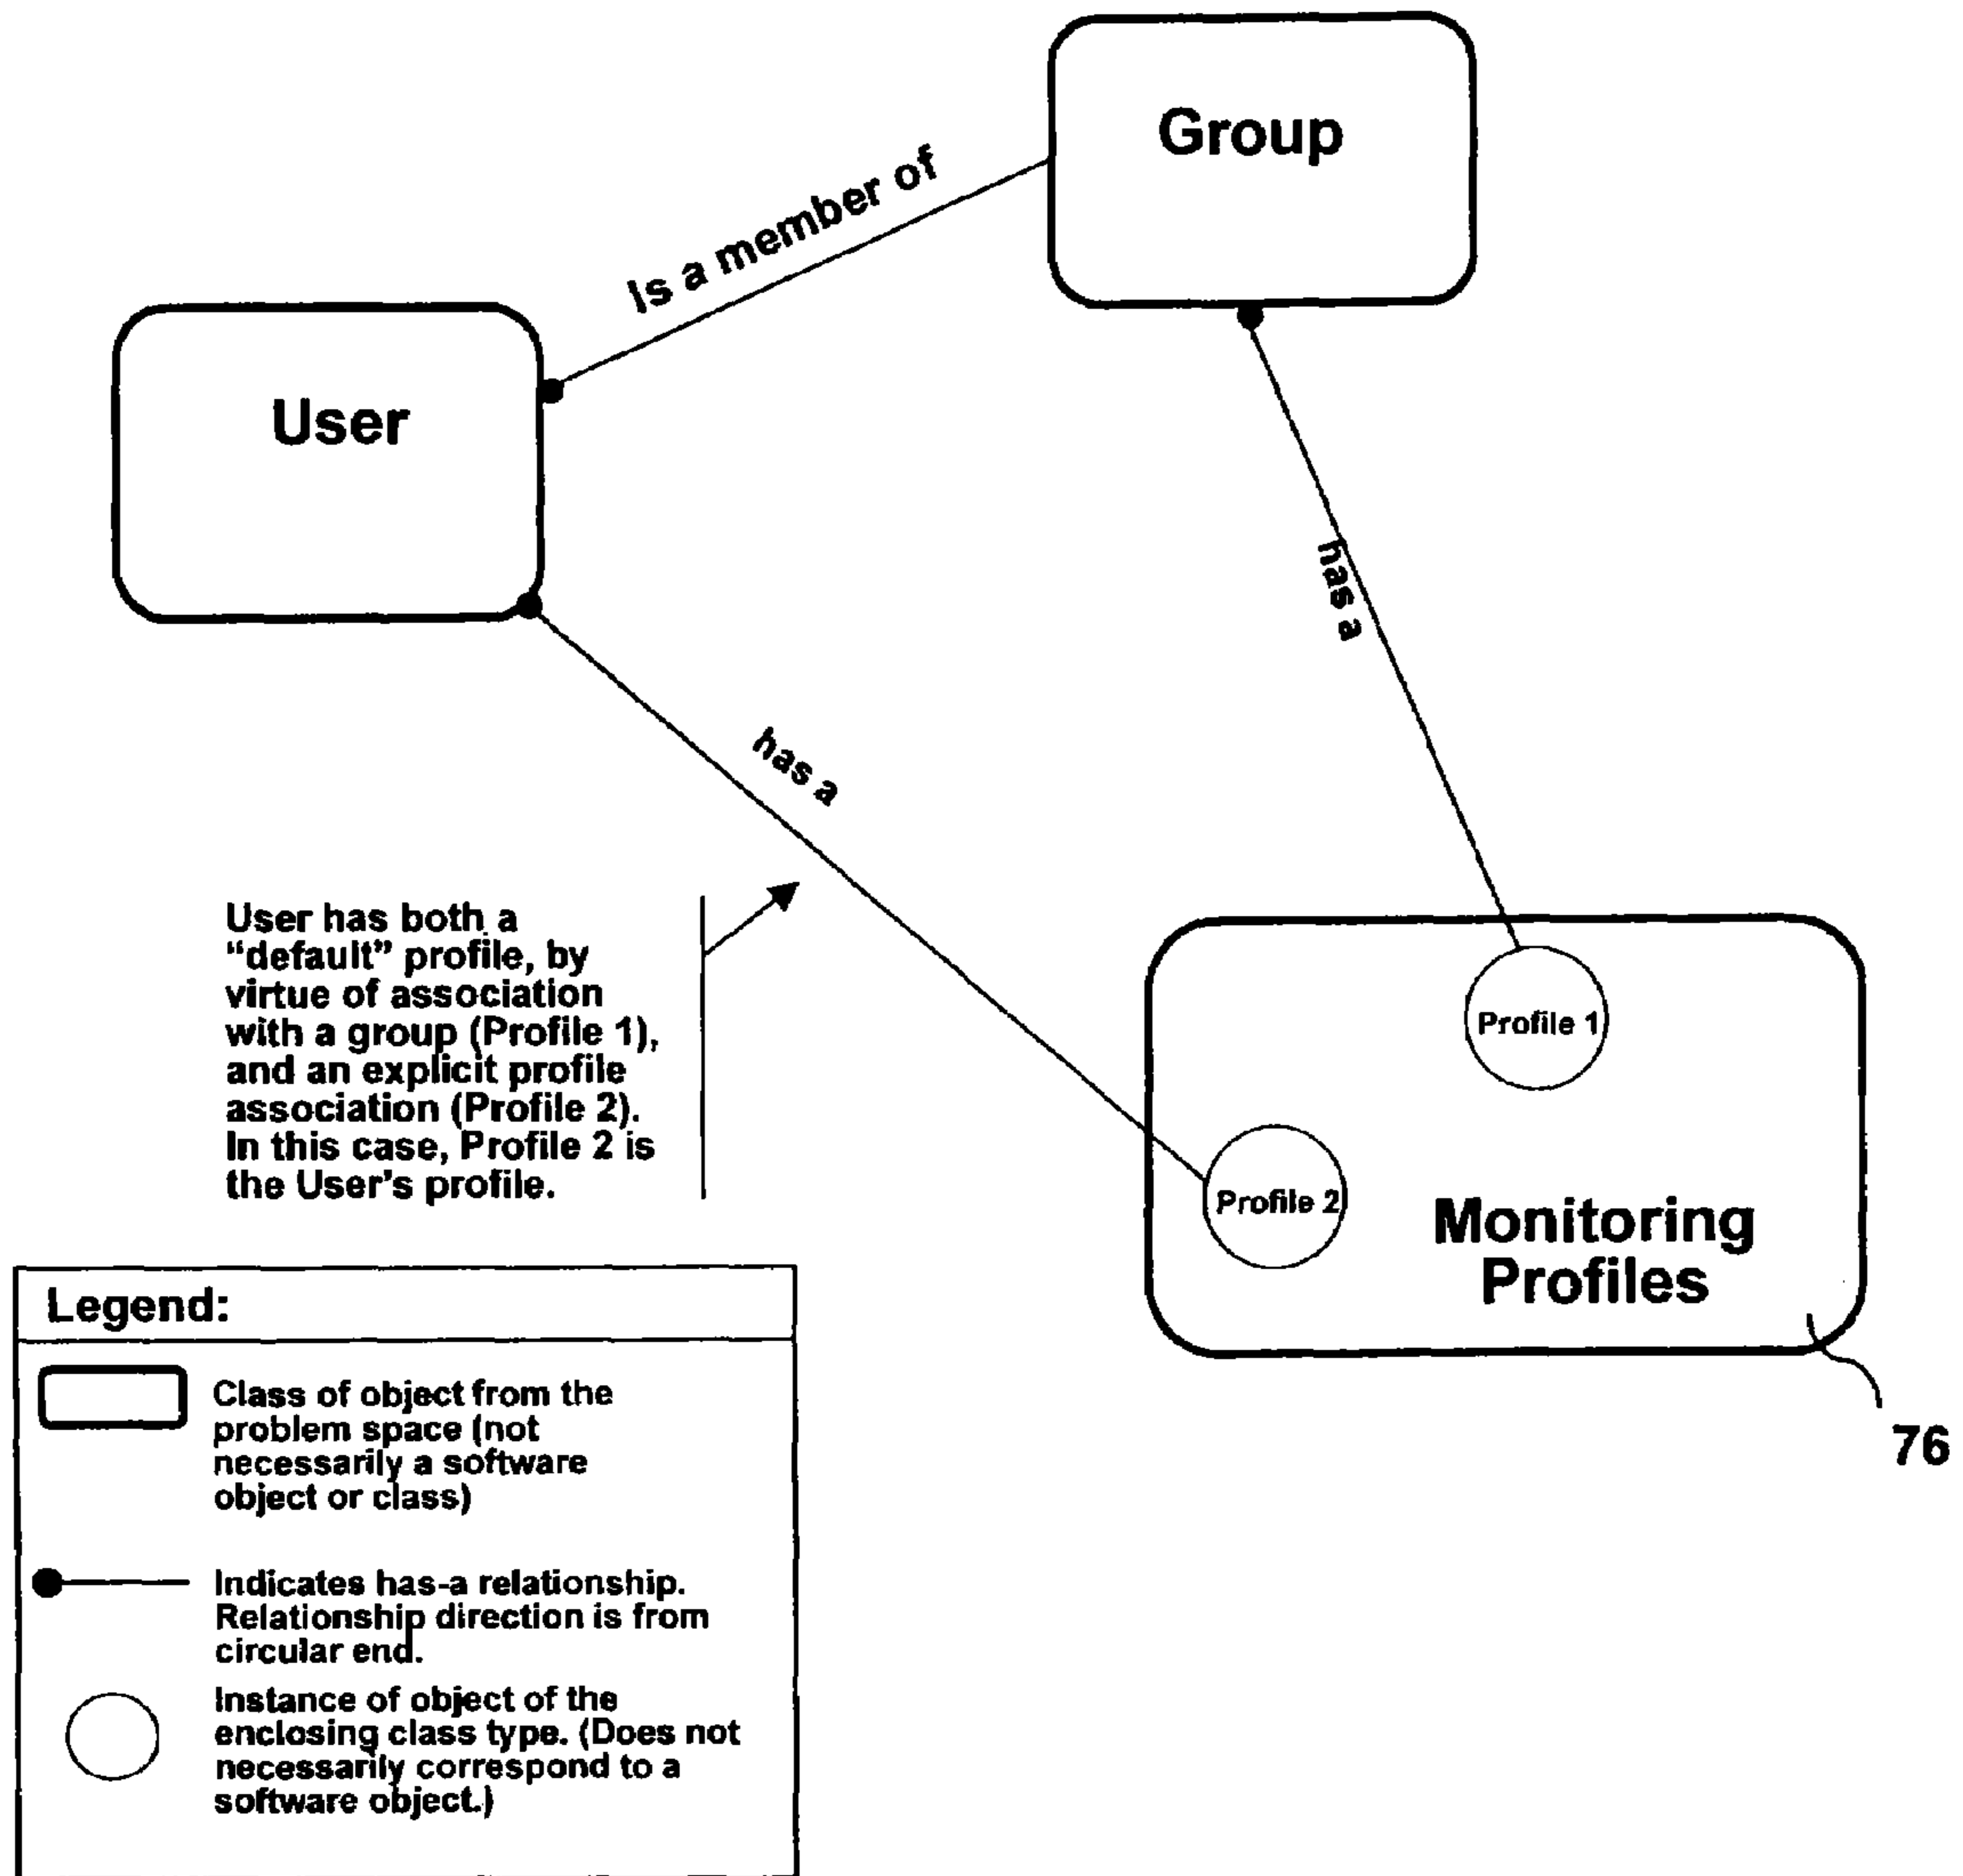 Group
Is a member of
User
has a
has a
User has both a
“default” profile, by
virtue of association
with a group (Profile 1),
and an explicit profile
association (Profile 2).
In this case, Profile 2 is
the User's profile.
Profile 1
Profile 2
Monitoring
Profiles
76
Legend:
Class of object from the
problem space (not
necessarily a software
object or class)
Indicates has-a relationship.
Relationship direction is from
circular end.
Instance of object of the
enclosing class type. (Does not
necessarily correspond to a
software object.)